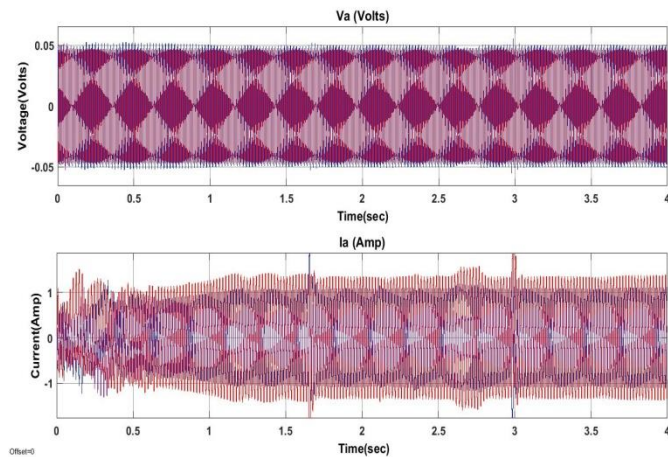 Va (Volts)
Voltage(Volts)
0.05
0
-0.05
0 0.5 1 1.5 2 2.5 3 3.5 4
Time(sec)
Ia (Amp)
Current(Amp)
1
0
-1
0 0.5 1 1.5 2 2.5 3 3.5 4
Time(sec)
Offset=0